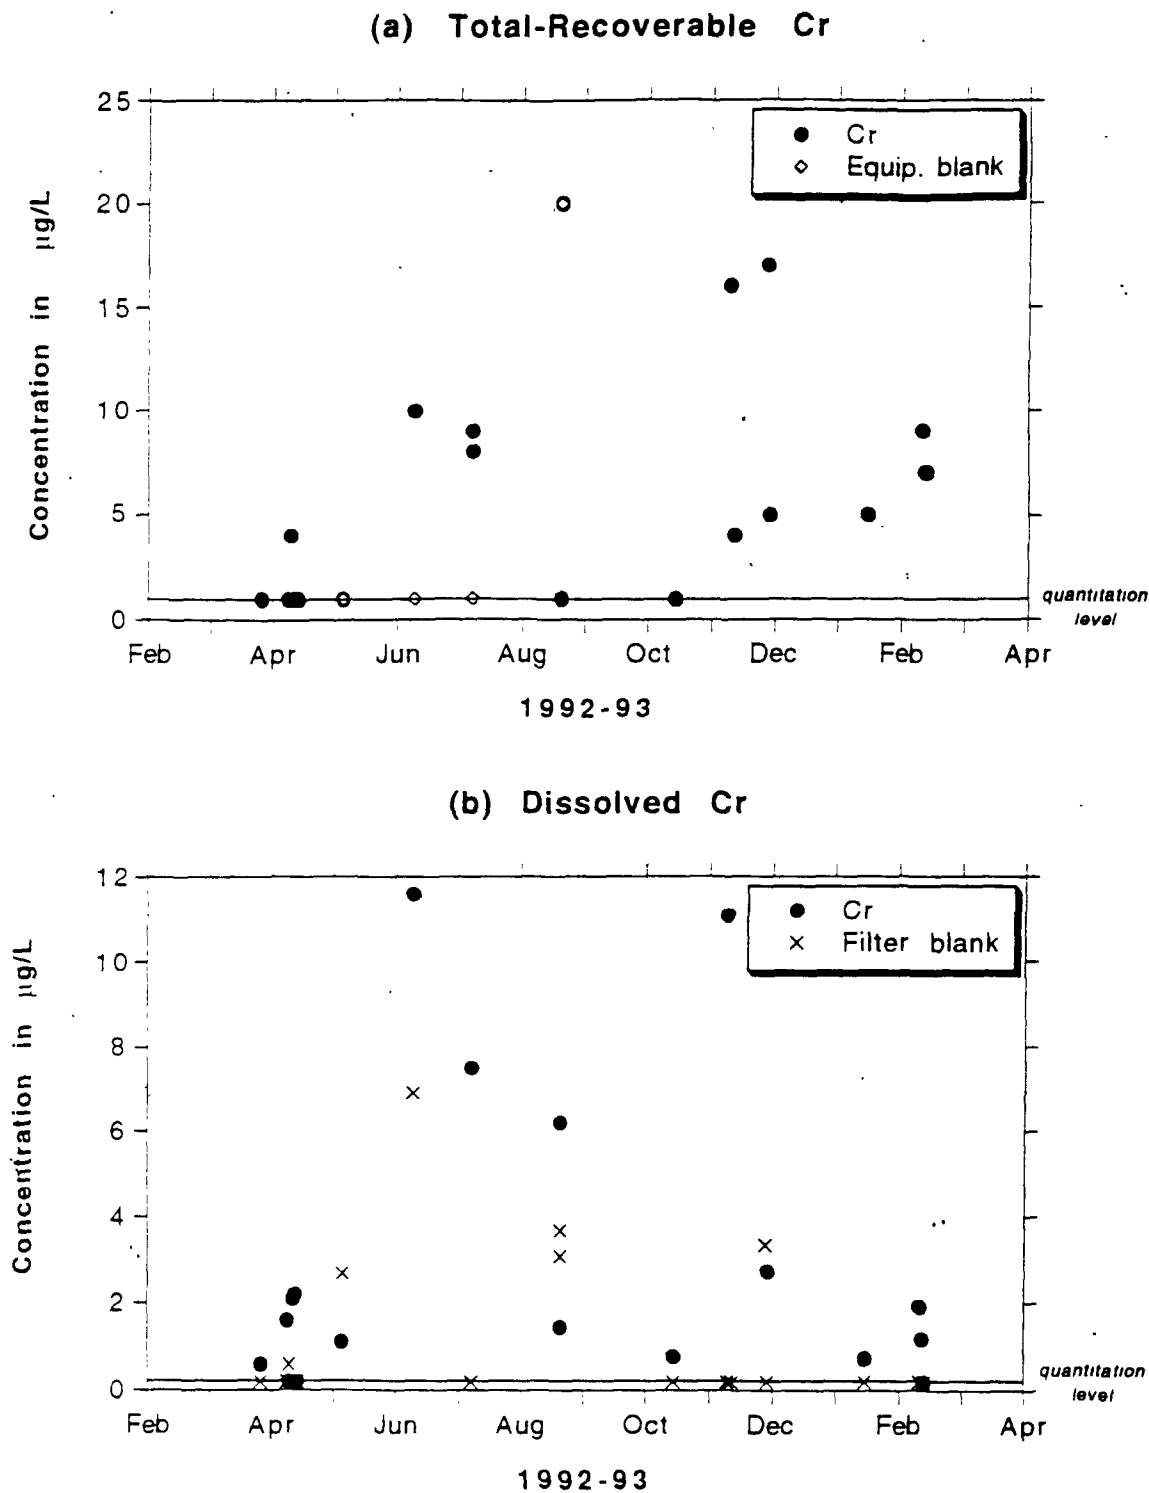 (a) Total-Recoverable Cr
25
20
15
10
5
0
Concentration in µg/L
Cr
Equip. blank
quantitation
level
Feb Apr Jun Aug Oct Dec Feb Apr
1992-93
(b) Dissolved Cr
12
10
8
6
4
2
0
Concentration in µg/L
Cr
Filter blank
quantitation
level
Feb Apr Jun Aug Oct Dec Feb Apr
1992-93